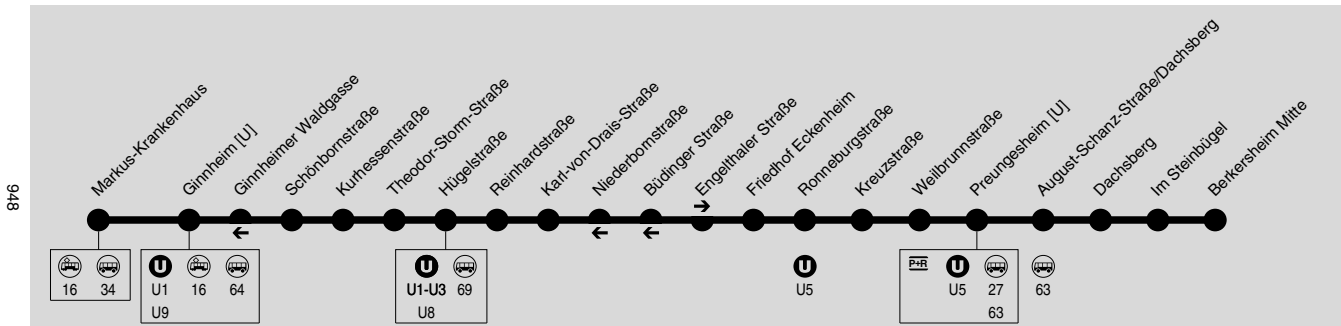 948
Markus-Krankenhaus
Ginnheim [U]
Ginnheimer Waldgasse
Schönbornstraße
Kurhessenstraße
Theodor-Storm-Straße
Hügelstraße
Reinhardstraße
Karl-von-Drais-Straße
Niederbornstraße
Büdinger Straße
Engelthaler Straße
Friedhof Eckenheim
Ronneburgstraße
Kreuzstraße
Weilbrunnstraße
Preungesheim [U]
August-Schanz-Straße/Dachsberg
Dachsberg
Im Steinbügel
Berkersheim Mitte
→
← ← ←
U U U P+R U
16 34 U1 16 64 U1-U3 69 U5 U5 27 63
U9 U8 63